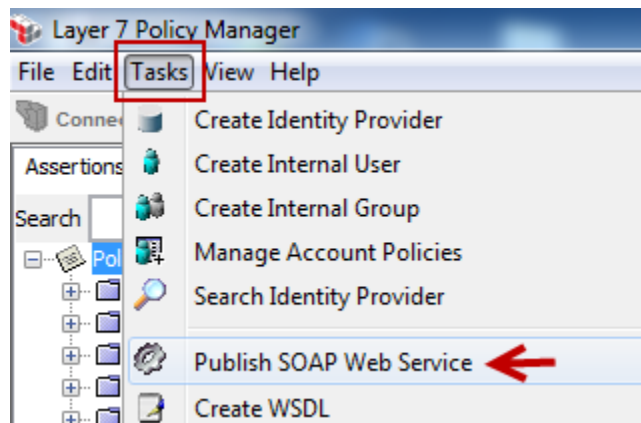 Layer 7 Policy Manager
File Edit Tasks View Help
Assertions
Search
Create Identity Provider
Create Internal User
Create Internal Group
Manage Account Policies
Search Identity Provider
Publish SOAP Web Service
Create WSDL